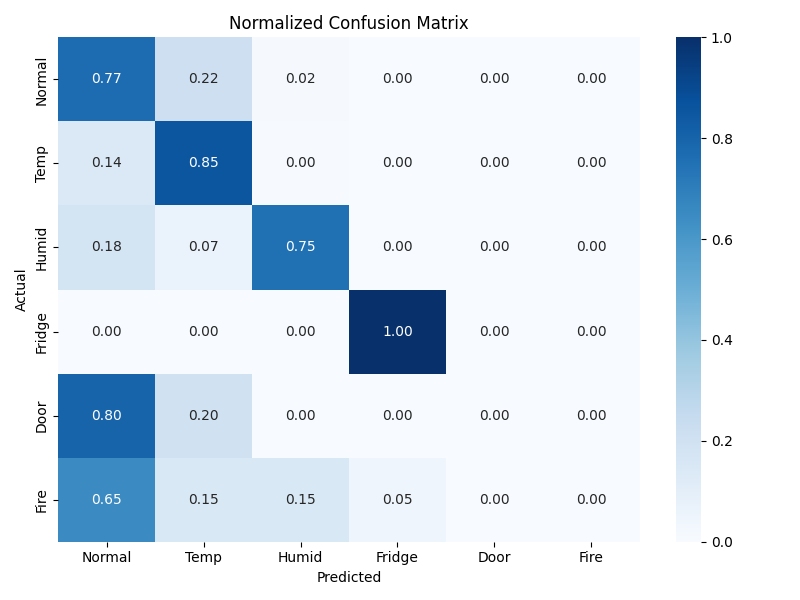 Normalized Confusion Matrix
Actual
Normal 0.77 0.22 0.02 0.00 0.00 0.00
Temp 0.14 0.85 0.00 0.00 0.00 0.00
Humid 0.18 0.07 0.75 0.00 0.00 0.00
Fridge 0.00 0.00 0.00 1.00 0.00 0.00
Door 0.80 0.20 0.00 0.00 0.00 0.00
Fire 0.65 0.15 0.15 0.05 0.00 0.00
Normal Temp Humid Fridge Door Fire
Predicted
1.0
0.8
0.6
0.4
0.2
0.0